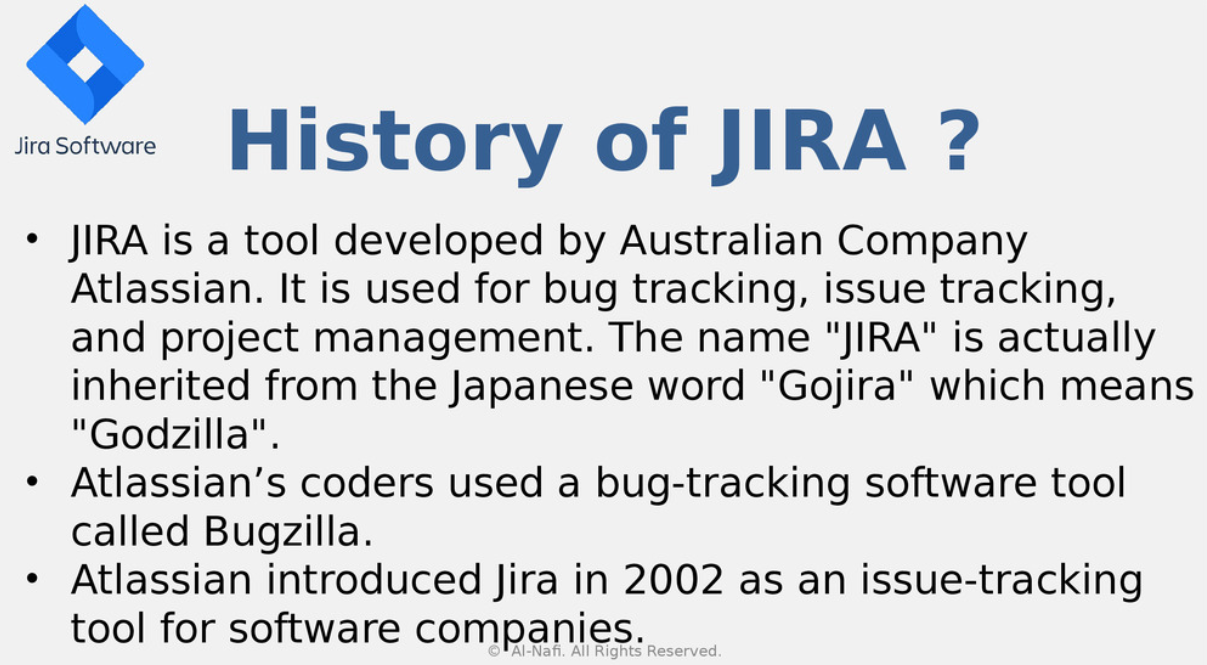 Jira Software
History of JIRA ?
• JIRA is a tool developed by Australian Company
Atlassian. It is used for bug tracking, issue tracking,
and project management. The name "JIRA" is actually
inherited from the Japanese word "Gojira" which means
"Godzilla".
• Atlassian’s coders used a bug-tracking software tool
called Bugzilla.
• Atlassian introduced Jira in 2002 as an issue-tracking
tool for software companies.
© Al-Nafi. All Rights Reserved.